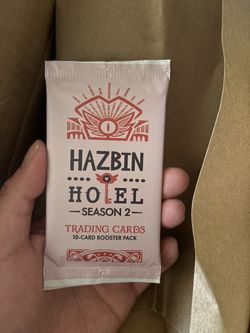 HAZBIN
HOTEL
SEASON 2
TRADING CARDS
10-CARD BOOSTER PACK